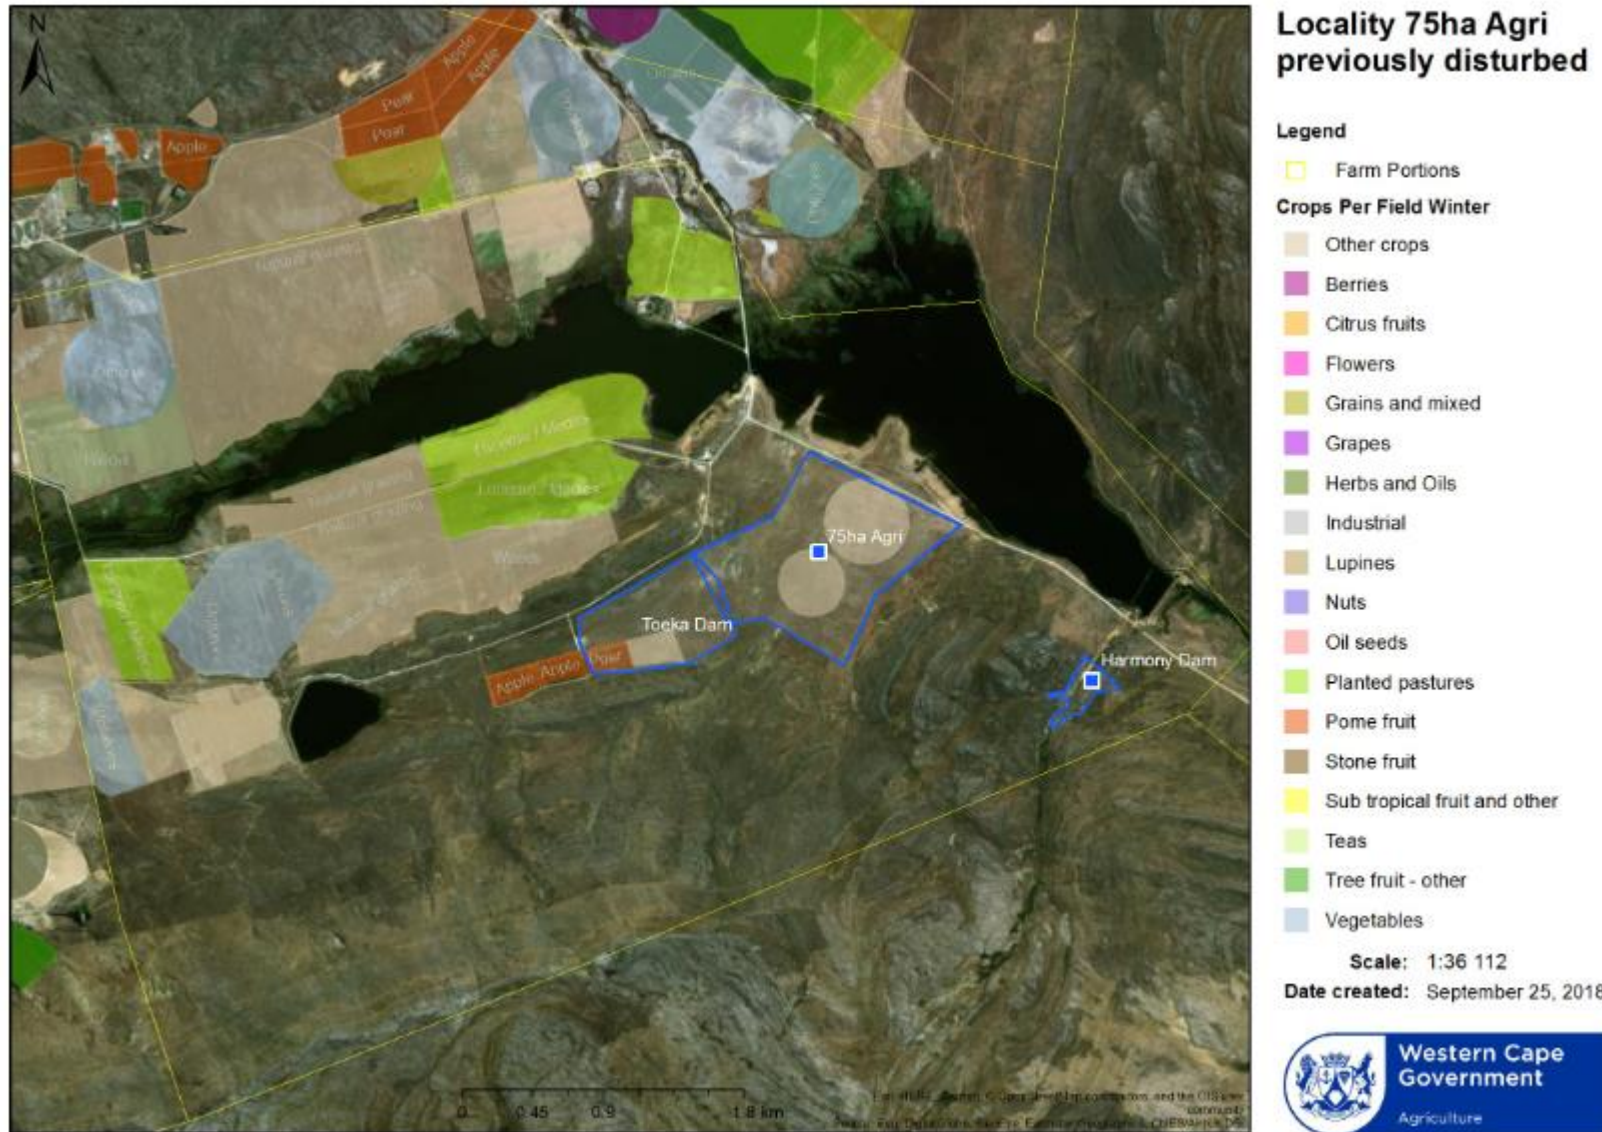 Locality 75ha Agri
previously disturbed
Legend
Farm Portions
Crops Per Field Winter
Other crops
Berries
Citrus fruits
Flowers
Grains and mixed
Grapes
Herbs and Oils
Industrial
Lupines
Nuts
Oil seeds
Planted pastures
Pome fruit
Stone fruit
Sub tropical fruit and other
Teas
Tree fruit - other
Vegetables
Scale: 1:36 112
Date created: September 25, 2018
Western Cape
Government
Agriculture
N
Apple
Apple
Pear
Pear
Apple
75ha Agri
Toeka Dam
Harmony Dam
Apple Apple Pear
0 0.45 0.9 1.8 km